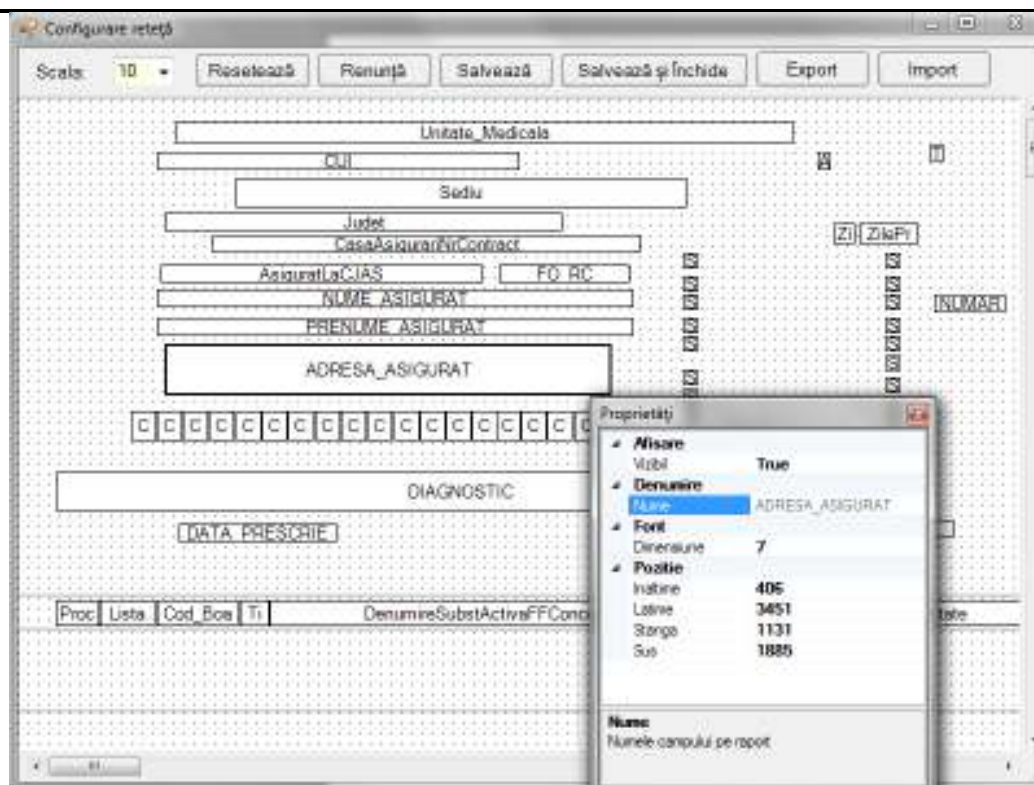 Configurare rețetă
Scala: 10 Resetează Renunță Salvează Salvează și Închide Export Import
Unitate_Medicala
CUI A T
Sediu
Judet
Zi ZilePr
CasaAsigurariNrContract
AsiguratLaCJAS FO_RC
NUME_ASIGURAT NUMAR
PRENUME_ASIGURAT
ADRESA_ASIGURAT
C C C C C C C C C C C C C C C C C C
DIAGNOSTIC
DATA_PRESCRIE
Proc Lista Cod_Boa Ti DenumireSubstActivaFFConc tate
Proprietăți
Afisare
Vizibil True
Denumire
Nume ADRESA_ASIGURAT
Font
Dimensiune 7
Pozitie
Inaltime 406
Latime 3451
Stanga 1131
Sus 1885
Nume
Numele campului pe raport